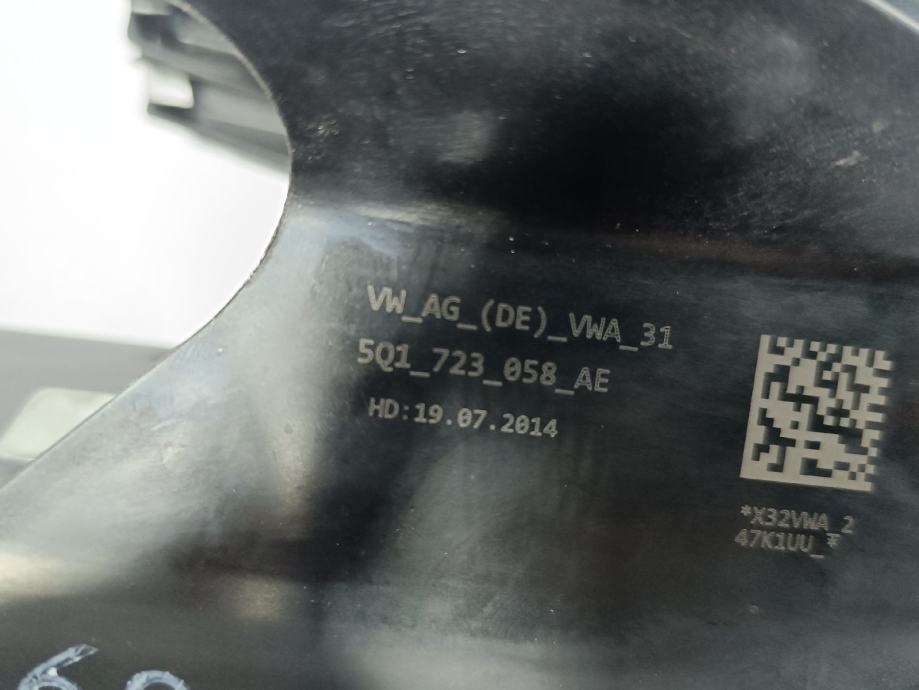 VW_AG_(DE)_VWA_31
5Q1_723_058_AE
HD:19.07.2014
*X32VWA_2
47K1UU_*